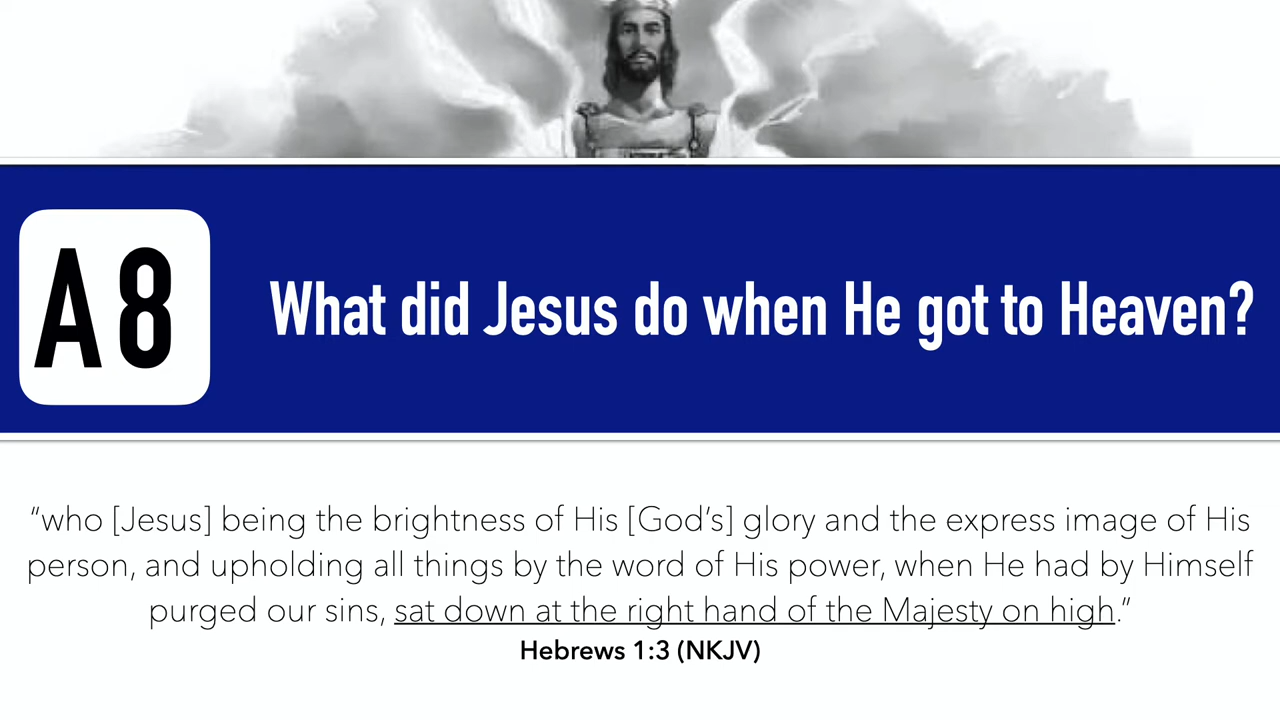 A8
What did Jesus do when He got to Heaven?
“who [Jesus] being the brightness of His [God’s] glory and the express image of His
person, and upholding all things by the word of His power, when He had by Himself
purged our sins, sat down at the right hand of the Majesty on high.”
Hebrews 1:3 (NKJV)